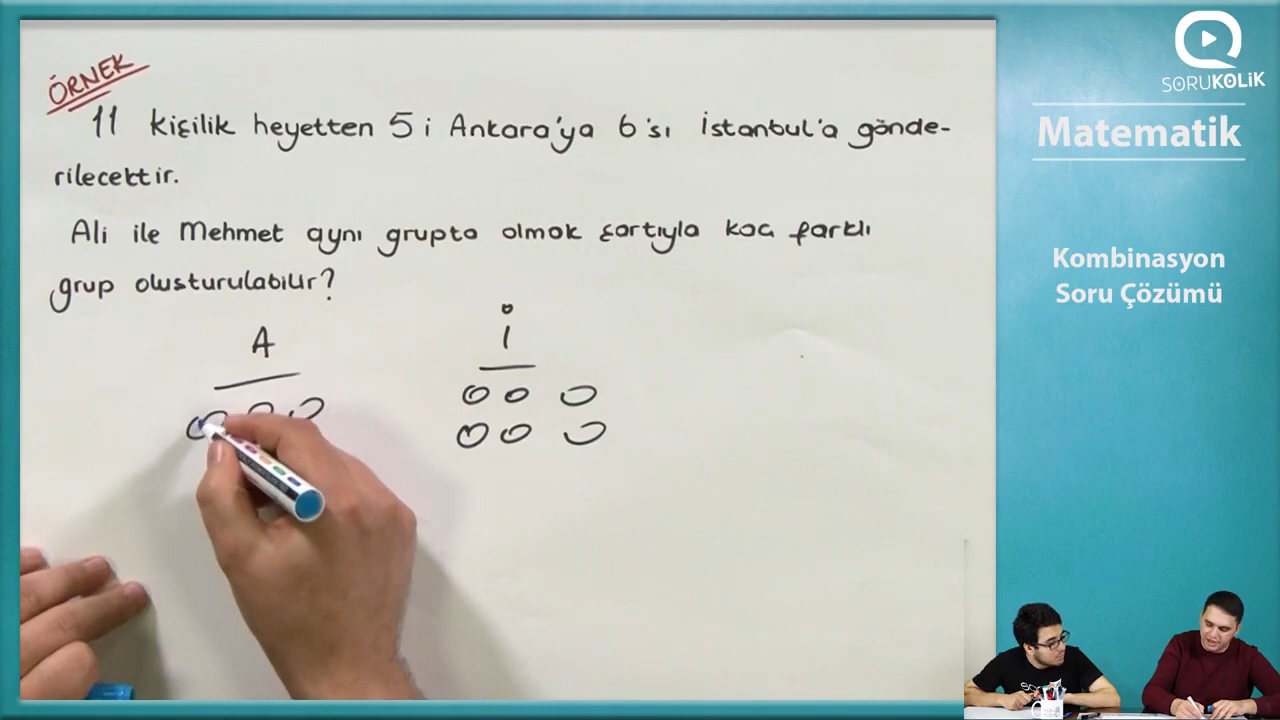 ÖRNEK
11 kişilik heyetten 5 i Ankara'ya 6'sı İstanbul'a gönde-
rilecektir.
Ali ile Mehmet aynı grupta olmak şartıyla kaç farklı
grup oluşturulabilir?
A İ
SORUKOLİK
Matematik
Kombinasyon
Soru Çözümü